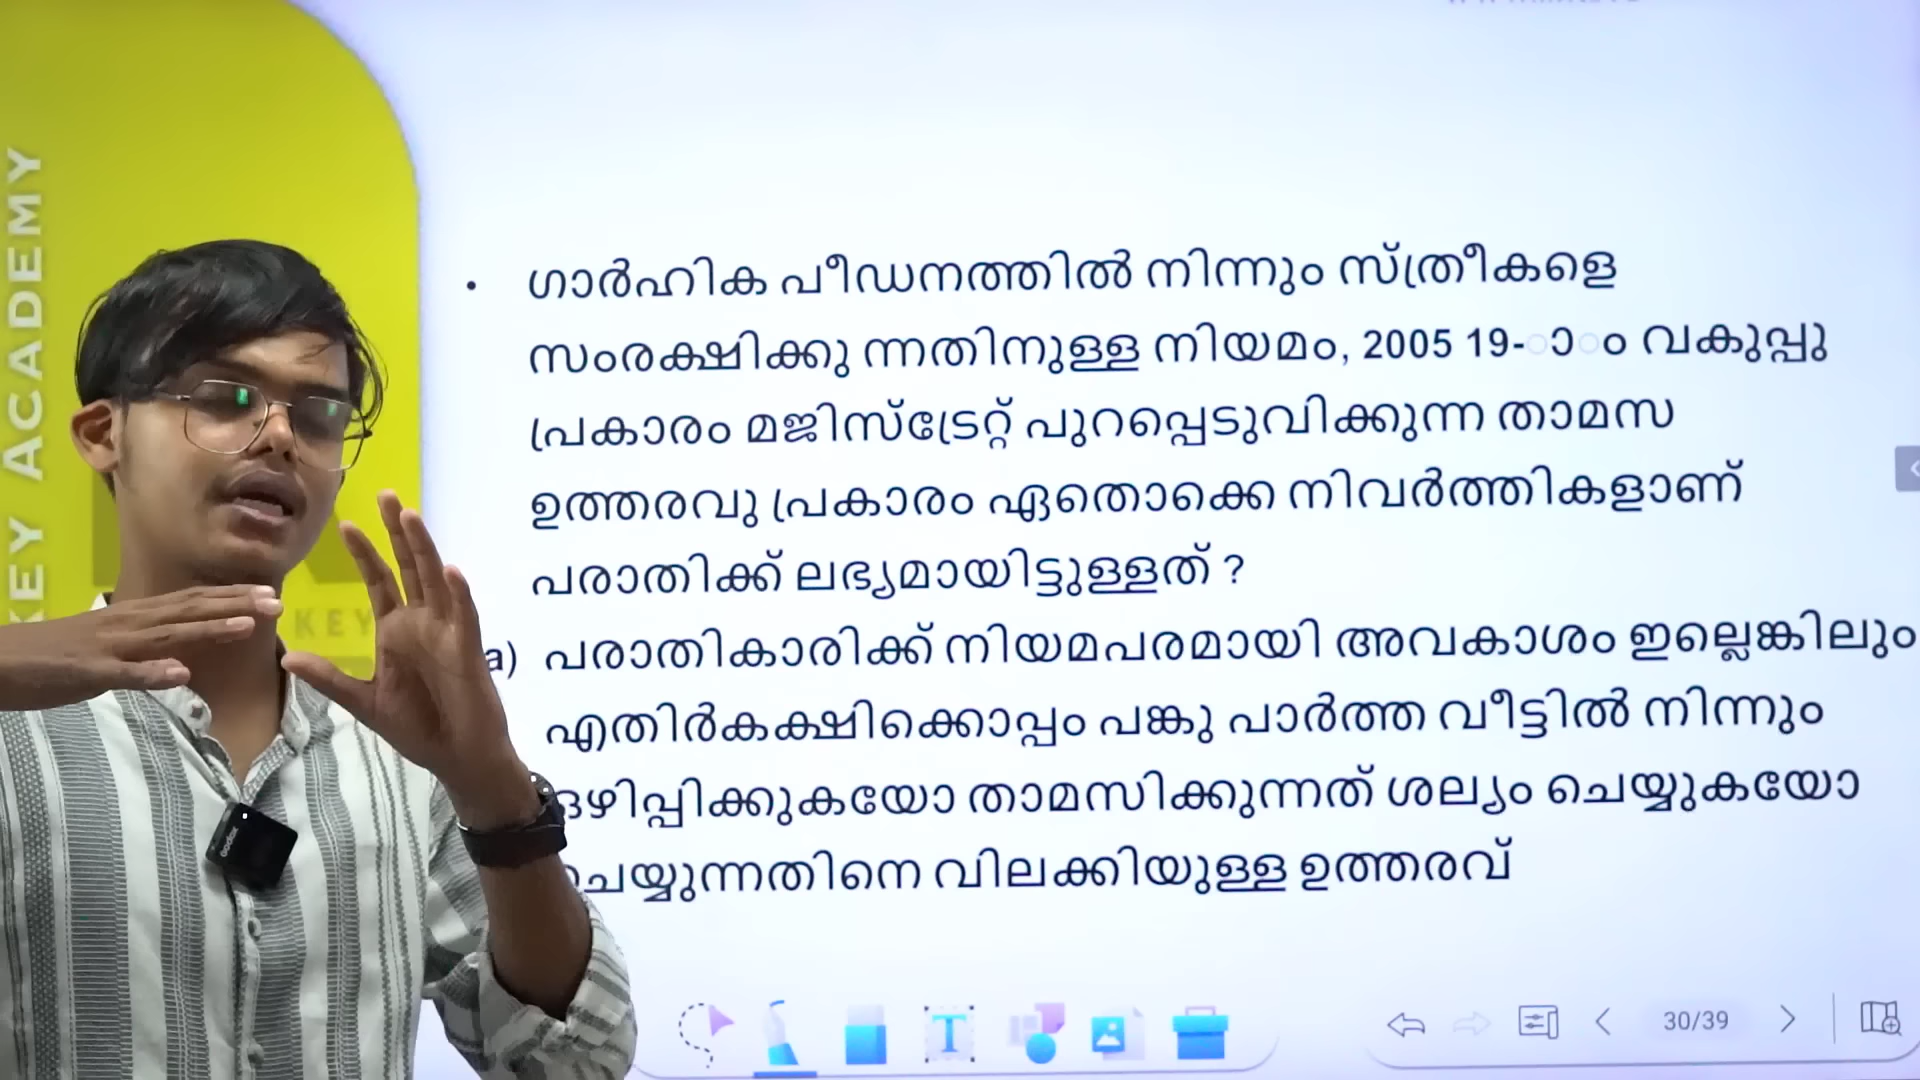 KEY ACADEMY
KEY
• ഗാർഹിക പീഡനത്തിൽ നിന്നും സ്ത്രീകളെ
സംരക്ഷിക്കു ന്നതിനുള്ള നിയമം, 2005 19-ാം വകുപ്പു
പ്രകാരം മജിസ്ട്രേറ്റ് പുറപ്പെടുവിക്കുന്ന താമസ
ഉത്തരവു പ്രകാരം ഏതൊക്കെ നിവർത്തികളാണ്
പരാതിക്ക് ലഭ്യമായിട്ടുള്ളത് ?
a) പരാതികാരിക്ക് നിയമപരമായി അവകാശം ഇല്ലെങ്കിലും
എതിർകക്ഷിക്കൊപ്പം പങ്കു പാർത്ത വീട്ടിൽ നിന്നും
ഒഴിപ്പിക്കുകയോ താമസിക്കുന്നത് ശല്യം ചെയ്യുകയോ
ചെയ്യുന്നതിനെ വിലക്കിയുള്ള ഉത്തരവ്
T
30/39